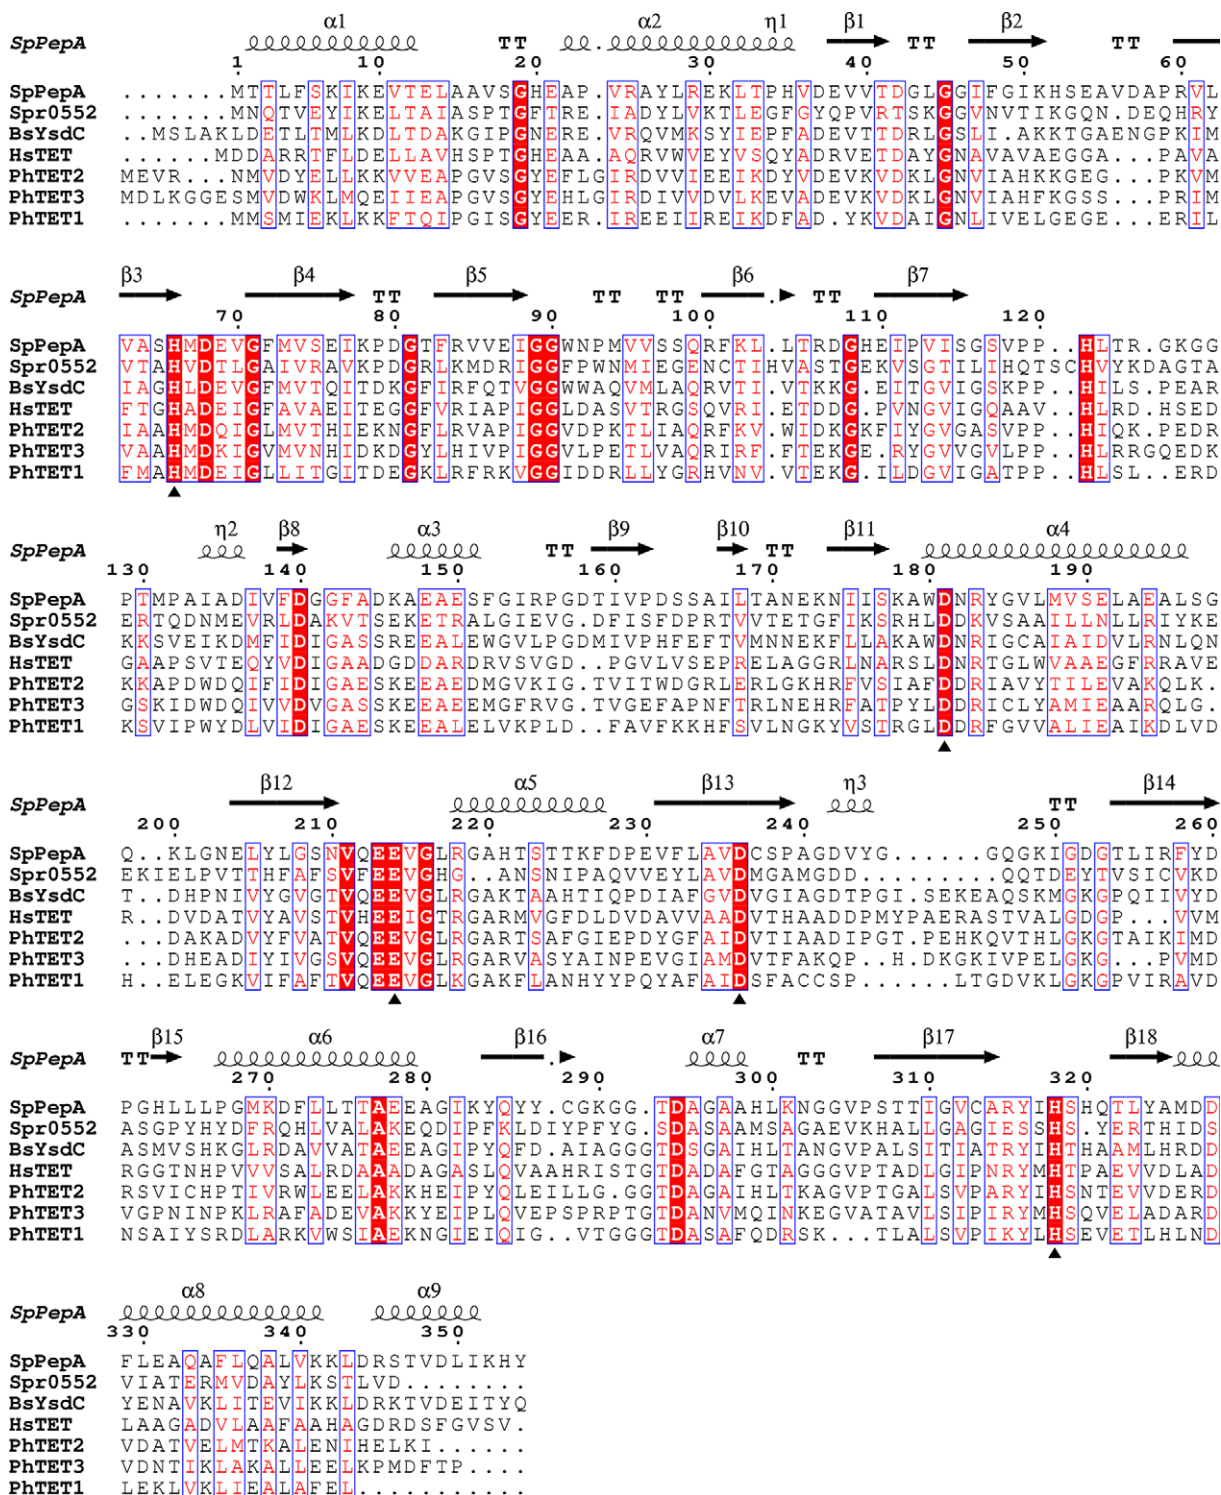 α1 α2 η1 β1 β2
SpPepA TT TT TT
1 10 20 30 40 50 60
SpPepA .......MTTLFSKIKEVTELAAVSGHEAP.VRAYLREKLTPHVDEVVTDGLGGIFGIKHSEAVDAPRVL
Spr0552 .......MNQTVEYIKELTAIASPTGFTRE.IADYLVKTLEGFGYQPVRTSKGGVNVTIKGQN.DEQHRY
BsYsdC ..MSLAKLDETLTMLKDLTDAKGIPGNERE.VRQVMKSYIEPFADEVTTDRLGSLI.AKKTGAENGPKIM
HsTET ......MDDARRTFLDELLAVHSPTGHEAA.AQRVWVEYVSQYADRVETDAYGNAVAVAEGGA...PAVA
PhTET2 MEVR...NMVDYELLKKVVEAPGVSGYEFLGIRDVVIEEIKDYVDEVKVDKLGNVIAHKKGEG...PKVM
PhTET3 MDLKGGESMVDWKLMQEIIEAPGVSGYEHLGIRDIVVDVLKEVADEVKVDKLGNVIAHFKGSS...PRIM
PhTET1 .......MMSMIEKLKKFTQIPGISGYEER.IREEIIREIKDFAD.YKVDAIGNLIVELGEGE...ERIL
β3 β4 β5 β6 β7
SpPepA TT TT TT . TT
70 80 90 100 110 120
SpPepA VASHMDEVGFMVSEIKPDGTFRVVEIGGWNPMVVSSQRFKL.LTRDGHEIPVISGSVPP..HLTR.GKGG
Spr0552 VTAHVDTLGAIVRAVKPDGRLKMDRIGGFPWNMIEGENCTIHVASTGEKVSGTILIHQTSCHVYKDAGTA
BsYsdC IAGHLDEVGFMVTQITDKGFIRFQTVGGWWAQVMLAQRVTI.VTKKG.EITGVIGSKPP..HILS.PEAR
HsTET FTGHADEIGFAVAEITEGGFVRIAPIGGLDASVTRGSQVRI.ETDDG.PVNGVIGQAAV..HLRD.HSED
PhTET2 IAAHMDQIGLMVTHIEKNGFLRVAPIGGVDPKTLIAQRFKV.WIDKGKFIYGVGASVPP..HIQK.PEDR
PhTET3 VAAHMDKIGVMVNHIDKDGYLHIVPIGGVLPETLVAQRIRF.FTEKGE.RYGVVGVLPP..HLRRGQEDK
PhTET1 FMAHMDEIGLLITGITDEGKLRFRKVGGIDDRLLYGRHVNV.VTEKG.ILDGVIGATPP..HLSL..ERD
η2 β8 α3 β9 β10 β11 α4
SpPepA TT TT
130 140 150 160 170 180 190
SpPepA PTMPAIADIVFDGGFADKAEAESFGIRPGDTIVPDSSAILTANEKNIISKAWDNRYGVLMVSELAEALSG
Spr0552 ERTQDNMEVRLDAKVTSEKETRALGIEVG.DFISFDPRTVVTETGFIKSRHLDDKVSAAILLNLLRIYKE
BsYsdC KKSVEIKDMFIDIGASSREEALEWGVLPGDMIVPHFEFTVMNNEKFLLAKAWDNRIGCAIAIDVLRNLQN
HsTET GAAPSVTEQYVDIGAADGDDARDRVSVGD..PGVLVSEPRELAGGRLNARSLDNRTGLWVAAEGFRRAVE
PhTET2 KKAPDWDQIFIDIGAESKEEAEDMGVKIG.TVITWDGRLERLGKHRFVSIAFDDRIAVYTILEVAKQLK.
PhTET3 GSKIDWDQIVVDVGASSKEEAEEMGFRVG.TVGEFAPNFTRLNEHRFATPYLDDRICLYAMIEAARQLG.
PhTET1 KSVIPWYDLVIDIGAESKEEALELVKPLD..FAVFKKHFSVLNGKYVSTRGLDDRFGVVALIEAIKDLVD
β12 α5 β13 η3 β14
SpPepA TT
200 210 220 230 240 250 260
SpPepA Q..KLGNELYLGSNVQEEVGLRGAHTSTTKFDPEVFLAVDCSPAGDVYG.......GQGKIGDGTLIRFYD
Spr0552 EKIELPVTTHFAFSVFEEVGHG..ANSNIPAQVVEYLAVDMGAMGDD.........QQTDEYTVSICVKD
BsYsdC T..DHPNIVYGVGTVQEEVGLRGAKTAAHTIQPDIAFGVDVGIAGDTPGI.SEKEAQSKMGKGPQIIVYD
HsTET R..DVDATVYAVSTVHEEIGTRGARMVGFDLDVDAVVAADVTHAADDPMYPAERASTVALGDGP...VVM
PhTET2 ...DAKADVYFVATVQEEVGLRGARTSAFGIEPDYGFAIDVTIAADIPGT.PEHKQVTHLGKGTAIKIMD
PhTET3 ...DHEADIYIVGSVQEEVGLRGARVASYAINPEVGIAMDVTFAKQP..H.DKGKIVPELGKG...PVMD
PhTET1 H..ELEGKVIFAFTVQEEVGLKGAKFLANHYYPQYAFAIDSFACCSP......LTGDVKLGKGPVIRAVD
β15 α6 β16 α7 β17 β18
SpPepA TT . TT
270 280 290 300 310 320
SpPepA PGHLLLPGMKDFLLTTAEEAGIKYQYY.CGKGG.TDAGAAHLKNGGVPSTTIGVCARYIHSHQTLYAMDD
Spr0552 ASGPYHYDFRQHLVALAKEQDIPFKLDIYPFYG.SDASAAMSAGAEVKHALLGAGIESSHS.YERTHIDS
BsYsdC ASMVSHKGLRDAVVATAEEAGIPYQFD.AIAGGGTDSGAIHLTANGVPALSITIATRYIHTHAAMLHRDD
HsTET RGGTNHPVVVSALRDAAADAGASLQVAAHRISTGTDADAFGTAGGGVPTADLGIPNRYMHTPAEVVDLAD
PhTET2 RSVICHPTIVRWLEELAKKHEIPYQLEILLG.GGTDAGAIHLTKAGVPTGALSVPARYIHSNTEVVDERD
PhTET3 VGPNINPKLRAFADEVAKKYEIPLQVEPSPRPTGTDANVMQINKEGVATAVLSIPIRYMHSQVELADARD
PhTET1 NSAIYSRDLARKVWSIAEKNGIEIQIG..VTGGGTDASAFQDRSK...TLALSVPIKYLHSEVETLHLND
α8 α9
SpPepA
330 340 350
SpPepA FLEAQAFLQALVKKLDRSTVDLIKHY
Spr0552 VIATERMVDAYLKSTLVD........
BsYsdC YENAVKLITEVIKKLDRKTVDEITYQ
HsTET LAAGADVLAAFAAHAGDRDSFGVSV.
PhTET2 VDATVELMTKALENIHELKI......
PhTET3 VDNTIKLAKALLEELKPMDFTP....
PhTET1 LEKLVKLIEALAFEL...........